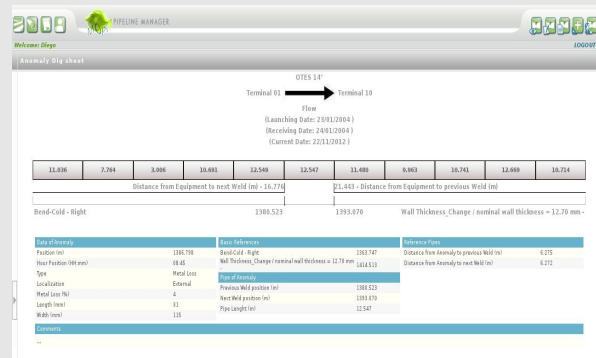 PIPELINE MANAGER
Welcome: Diego
LOGOUT
Anomaly Dig sheet
OTES 14"
Terminal 01
Terminal 10
Flow
(Launching Date: 23/01/2004 )
(Receiving Date: 24/01/2004 )
(Current Date: 22/11/2012 )
11.036 7.764 3.006 10.691 12.549 12.547 11.480 9.963 10.741 12.669 10.714
Distance from Equipment to next Weld (m) - 16.776
21.443 - Distance from Equipment to previous Weld (m)
Bend-Cold - Right 1380.523 1393.070 Wall Thickness_Change / nominal wall thickness = 12.70 mm -
Data of Anomaly
Position (m) 1386.798
Hour Position (HH:mm) 08:45
Type Metal Loss
Localization External
Metal Loss (%) 4
Length (mm) 31
Width (mm) 115
Basic References
Bend-Cold - Right 1363.747
Wall Thickness_Change / nominal wall thickness = 12.70 mm - 1414.513
Pipe of Anomaly
Previous Weld position (m) 1380.523
Next Weld position (m) 1393.070
Pipe Lenght (m) 12.547
Reference Pipes
Distance from Anomaly to previous Weld (m) 6.275
Distance from Anomaly to next Weld (m) 6.272
Comments
...